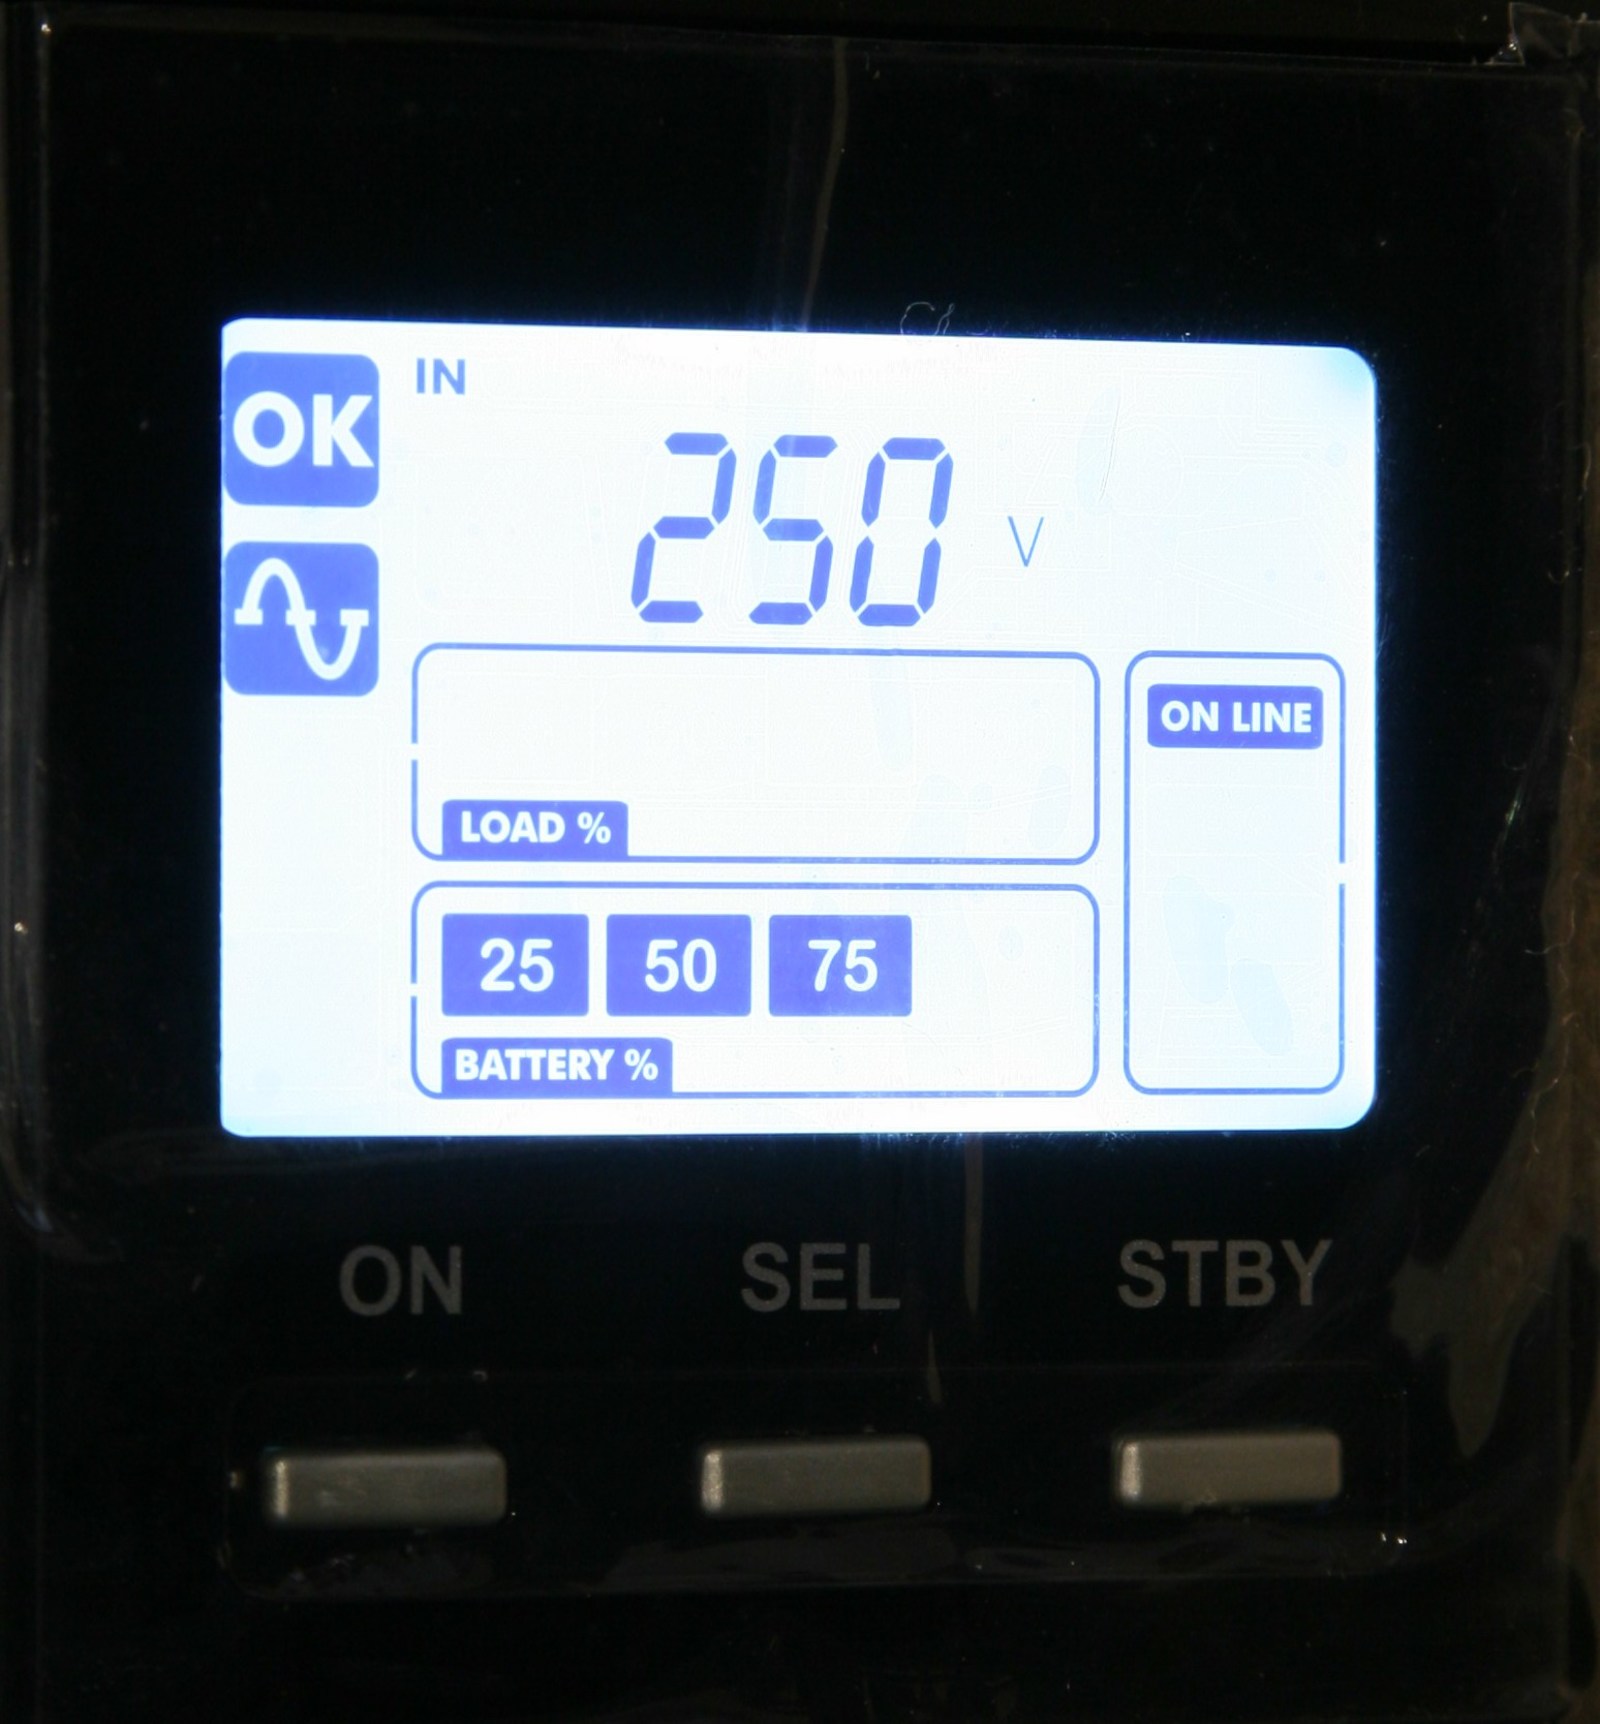 OK
IN
250 V
ON LINE
LOAD %
25 50 75
BATTERY %
ON SEL STBY